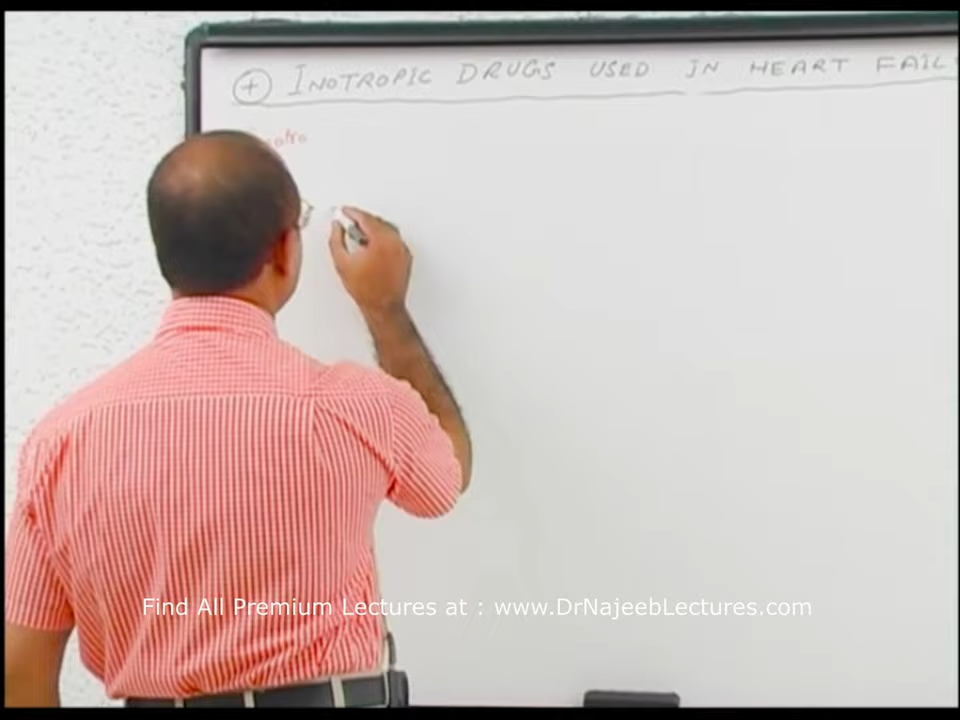 (+) INOTROPIC DRUGS USED IN HEART FAIL
Find All Premium Lectures at : www.DrNajeebLectures.com